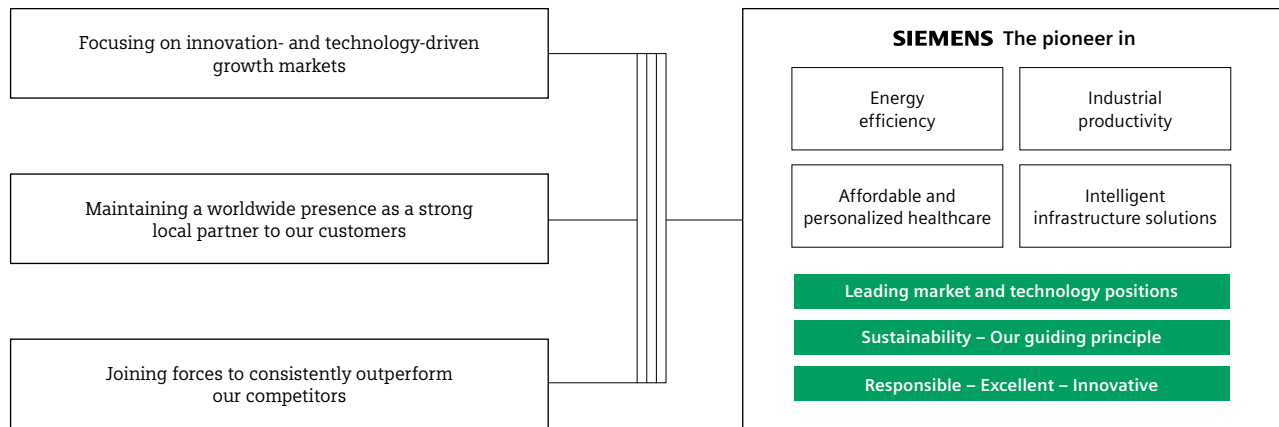 Focusing on innovation- and technology-driven
growth markets
Maintaining a worldwide presence as a strong
local partner to our customers
Joining forces to consistently outperform
our competitors
SIEMENS The pioneer in
Energy
efficiency
Industrial
productivity
Affordable and
personalized healthcare
Intelligent
infrastructure solutions
Leading market and technology positions
Sustainability – Our guiding principle
Responsible – Excellent – Innovative